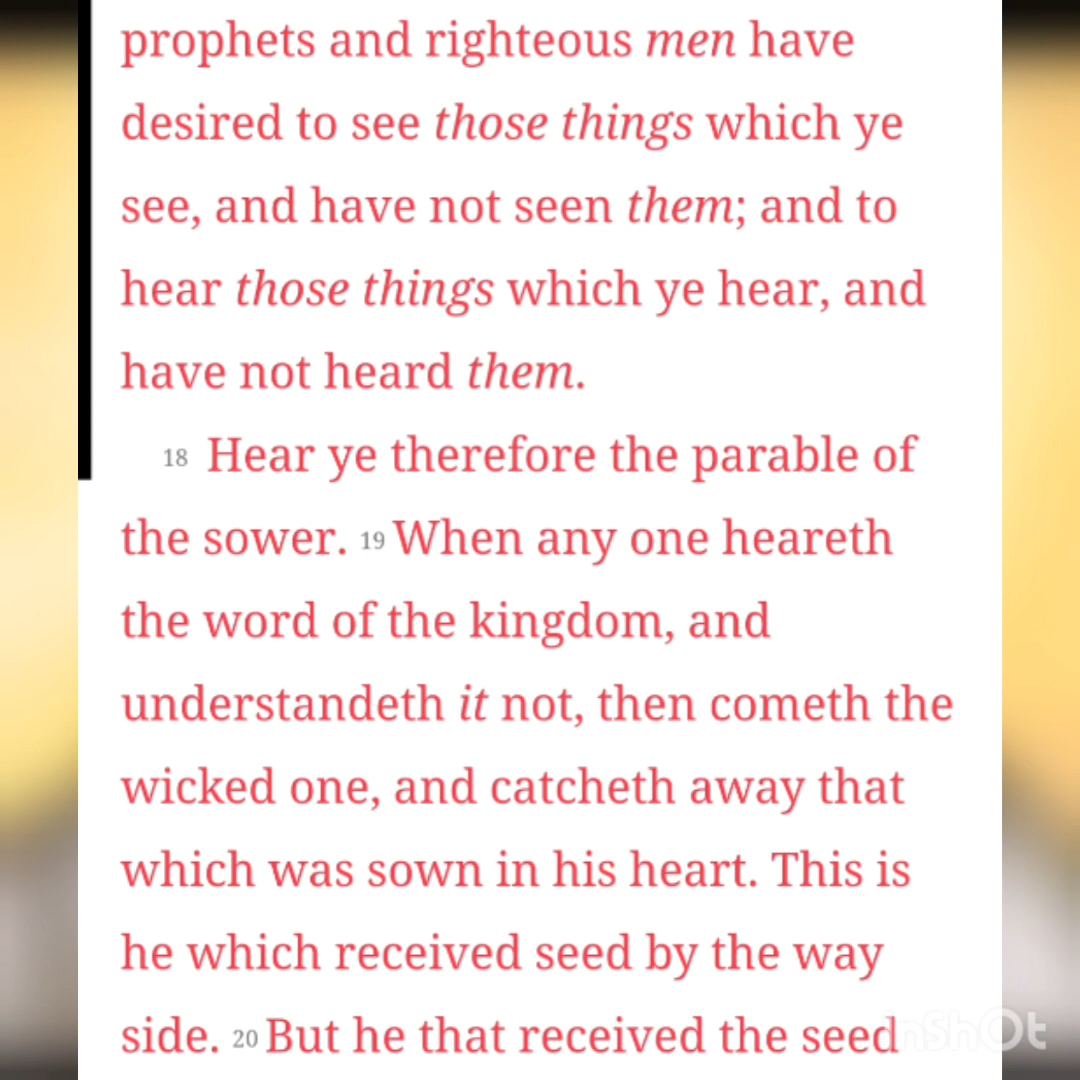 prophets and righteous men have
desired to see those things which ye
see, and have not seen them; and to
hear those things which ye hear, and
have not heard them.
18 Hear ye therefore the parable of
the sower. 19 When any one heareth
the word of the kingdom, and
understandeth it not, then cometh the
wicked one, and catcheth away that
which was sown in his heart. This is
he which received seed by the way
side. 20 But he that received the seed
InShOt